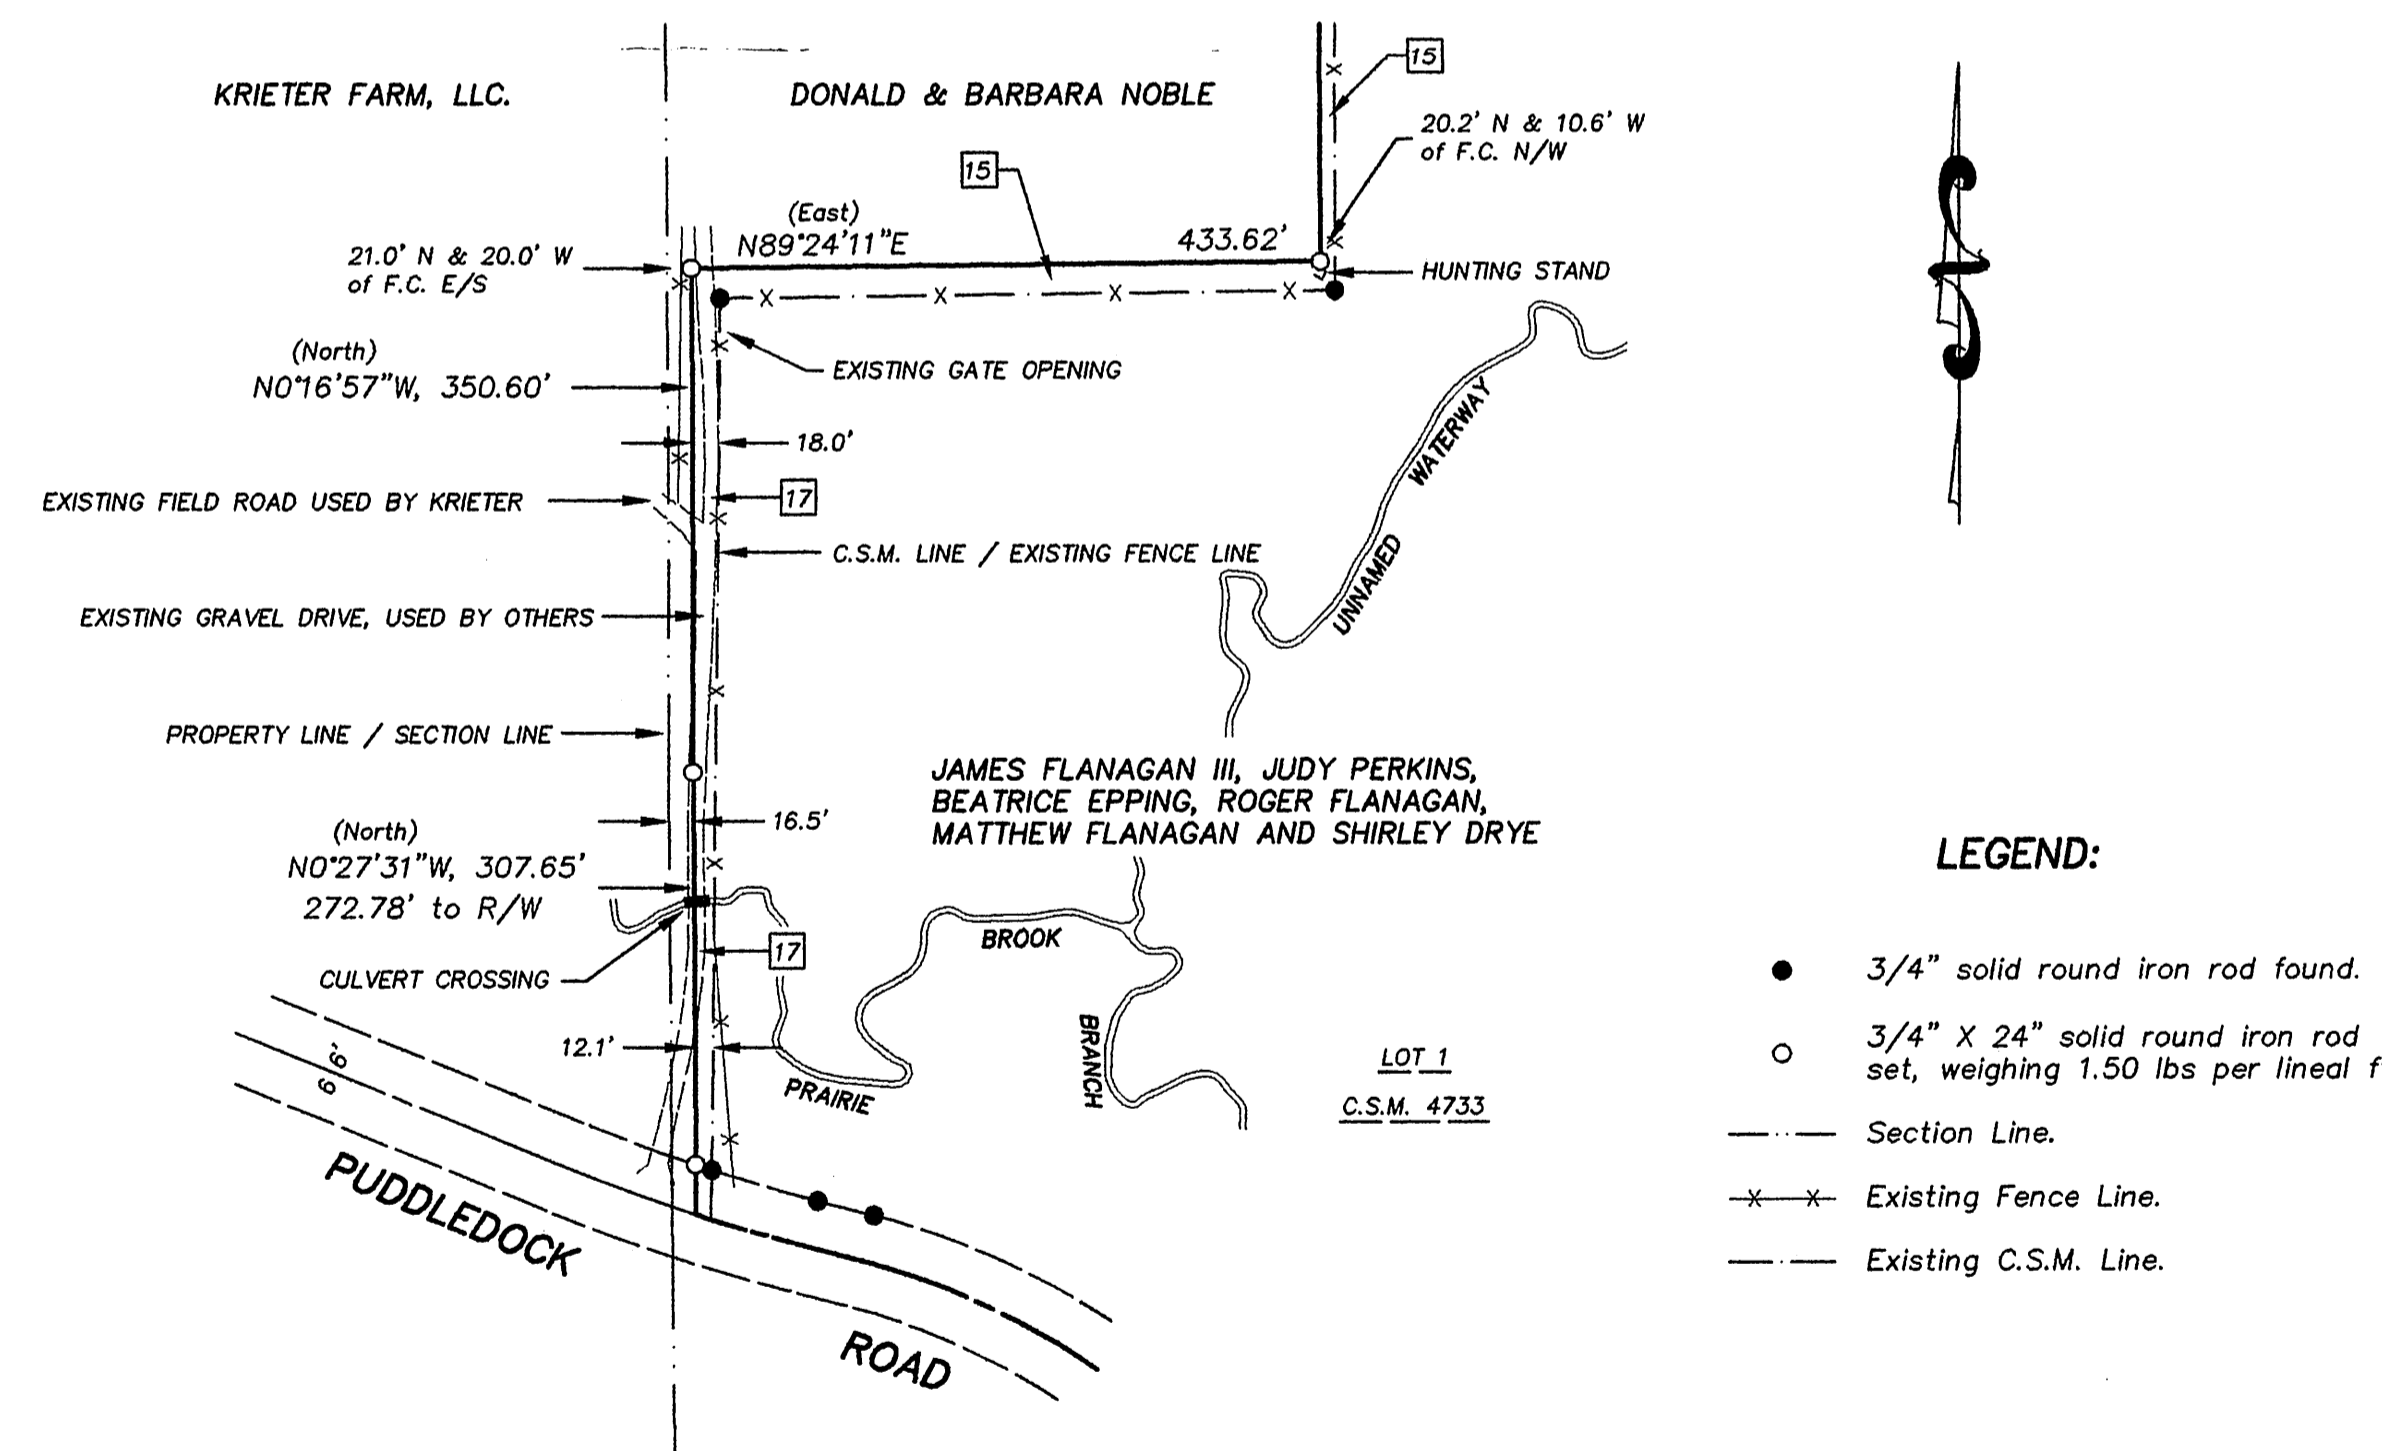 KRIETER FARM, LLC.
DONALD & BARBARA NOBLE
15
20.2' N & 10.6' W
of F.C. N/W
15
(East)
N89°24'11"E
433.62'
21.0' N & 20.0' W
of F.C. E/S
HUNTING STAND
(North)
N0°16'57"W, 350.60'
EXISTING GATE OPENING
18.0'
EXISTING FIELD ROAD USED BY KRIETER
17
C.S.M. LINE / EXISTING FENCE LINE
UNNAMED WATERWAY
EXISTING GRAVEL DRIVE, USED BY OTHERS
PROPERTY LINE / SECTION LINE
JAMES FLANAGAN III, JUDY PERKINS,
BEATRICE EPPING, ROGER FLANAGAN,
MATTHEW FLANAGAN AND SHIRLEY DRYE
16.5'
(North)
N0°27'31"W, 307.65'
272.78' to R/W
17
CULVERT CROSSING
12.1'
PRAIRIE
BROOK
BRANCH
LOT 1
C.S.M. 4733
66'
PUDDLEDOCK
ROAD
LEGEND:
3/4" solid round iron rod found.
3/4" X 24" solid round iron rod
set, weighing 1.50 lbs per lineal f
Section Line.
Existing Fence Line.
Existing C.S.M. Line.